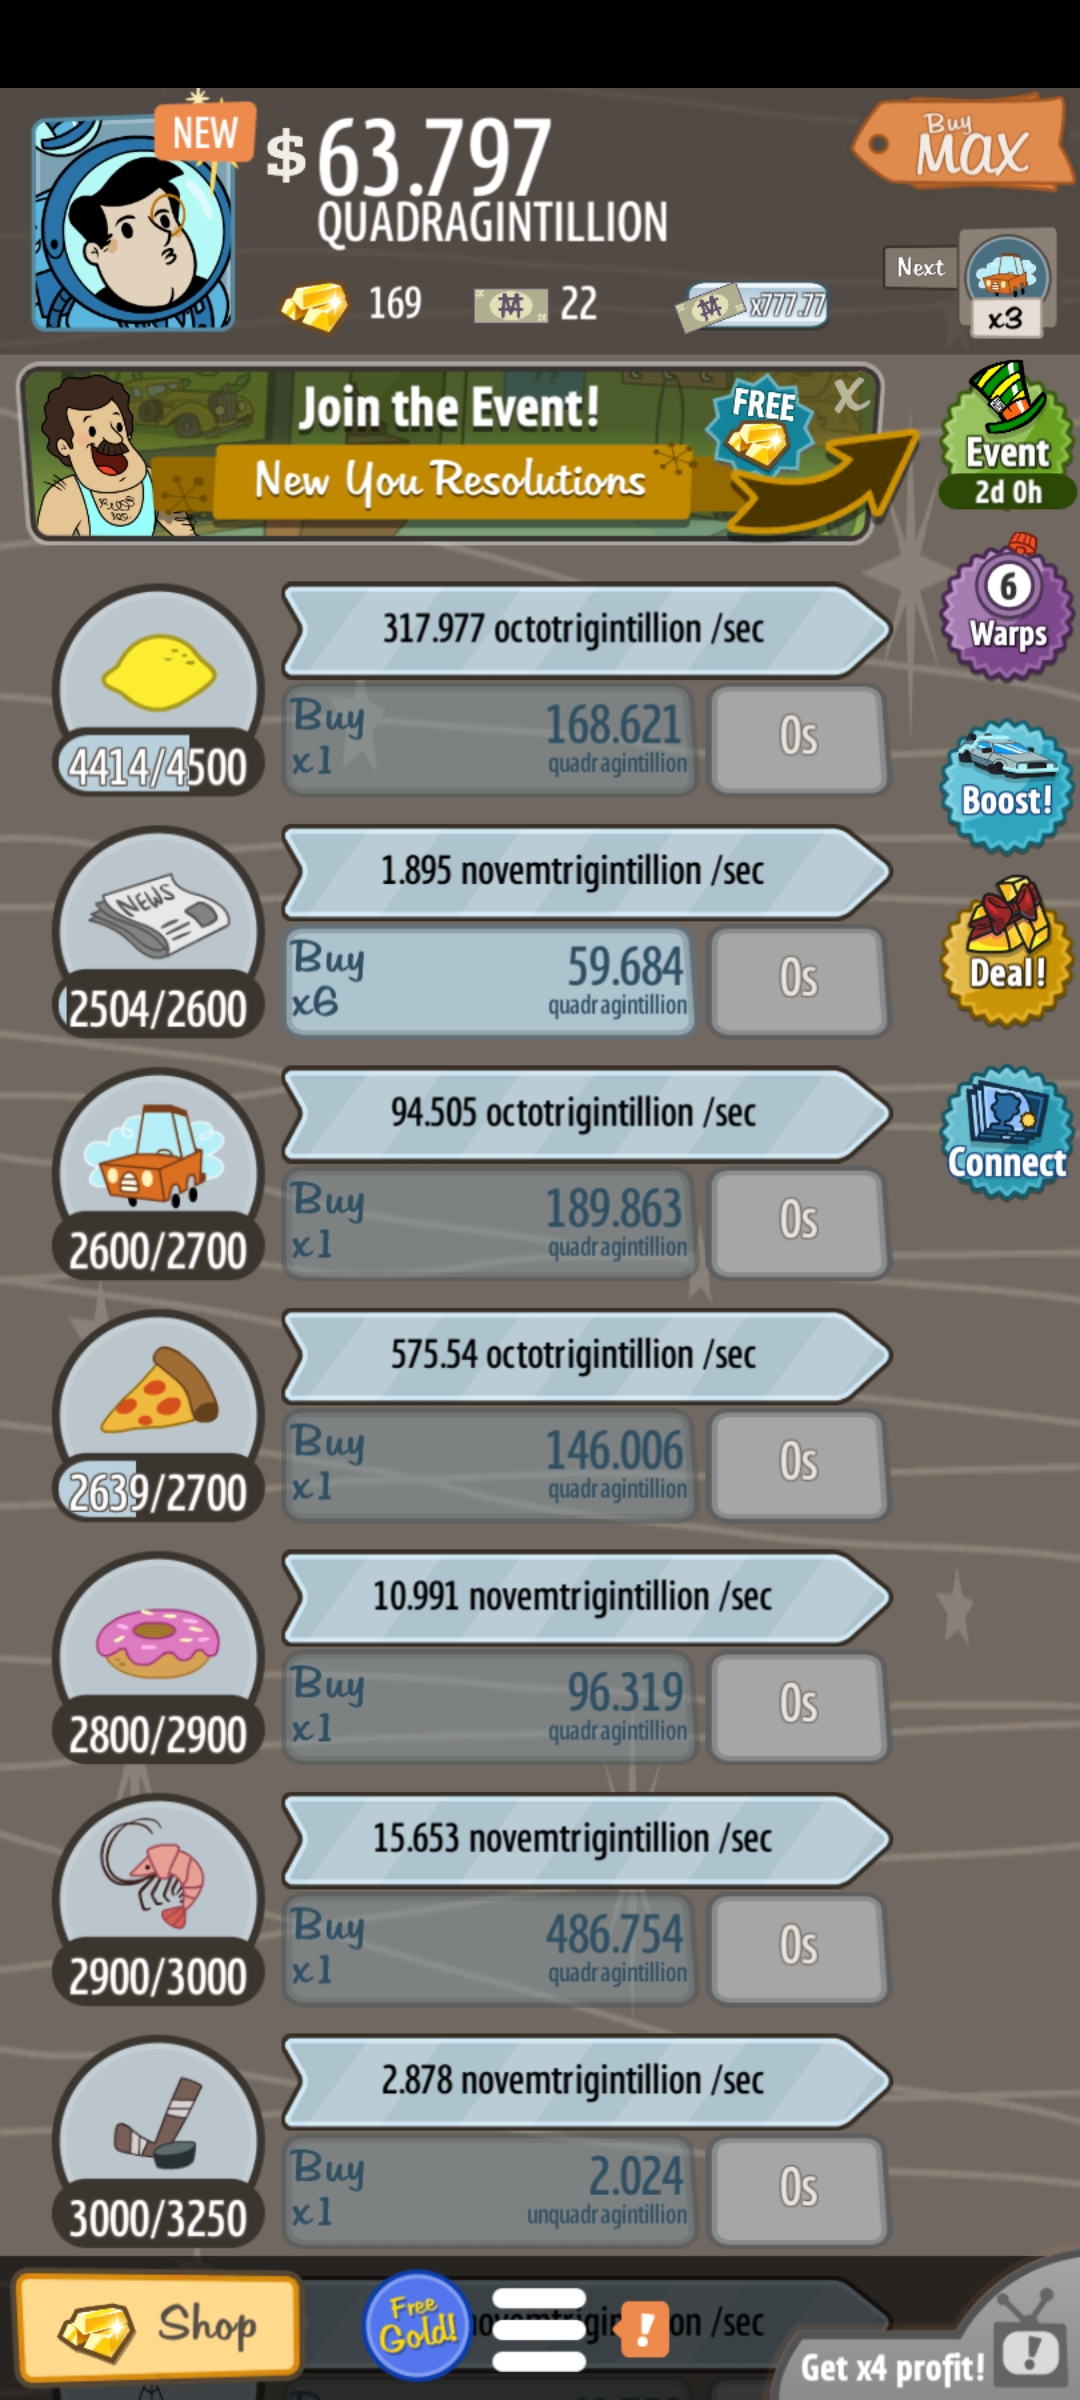 NEW
$ 63.797
QUADRAGINTILLION
Buy
MAX
169
22
x777.77
Next
x3
Join the Event!
New You Resolutions
FREE
X
Event
2d 0h
317.977 octotrigintillion /sec
Buy
x1
168.621
quadragintillion
0s
4414/4500
6
Warps
Boost!
1.895 novemtrigintillion /sec
NEWS
Buy
x6
59.684
quadragintillion
0s
2504/2600
Deal!
94.505 octotrigintillion /sec
Buy
x1
189.863
quadragintillion
0s
2600/2700
Connect
575.54 octotrigintillion /sec
Buy
x1
146.006
quadragintillion
0s
2639/2700
10.991 novemtrigintillion /sec
Buy
x1
96.319
quadragintillion
0s
2800/2900
15.653 novemtrigintillion /sec
Buy
x1
486.754
quadragintillion
0s
2900/3000
2.878 novemtrigintillion /sec
Buy
x1
2.024
unquadragintillion
0s
3000/3250
Shop
Free
Gold!
!
/sec
Get x4 profit!
!